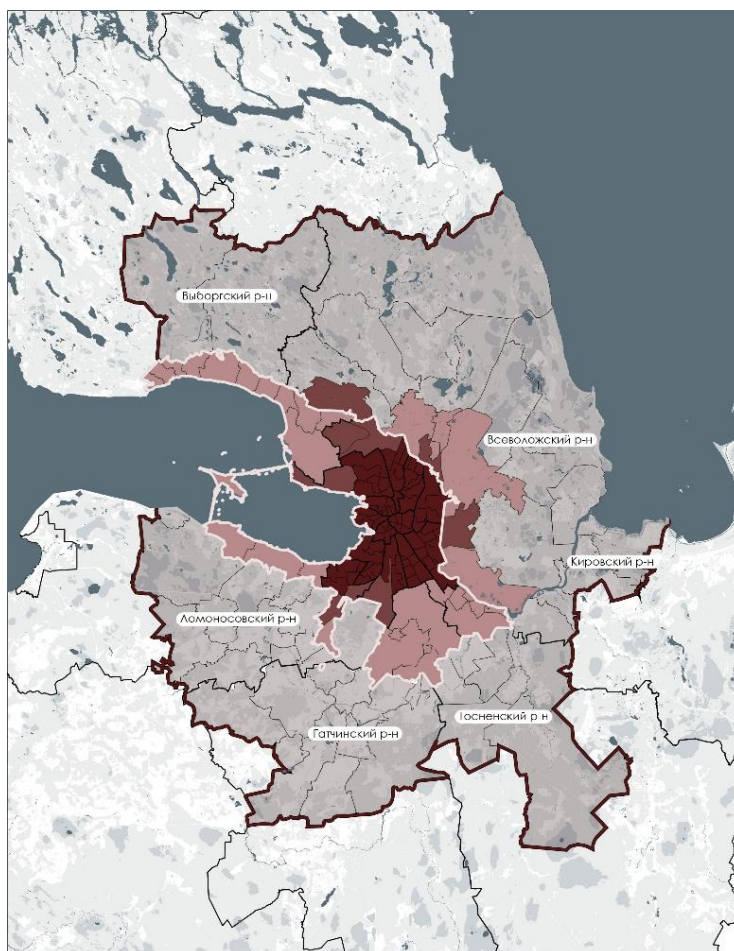 Выборгский р-н
Всеволожский р-н
Кировский р-н
Ломоносовский р-н
Тосненский р-н
Гатчинский р-н